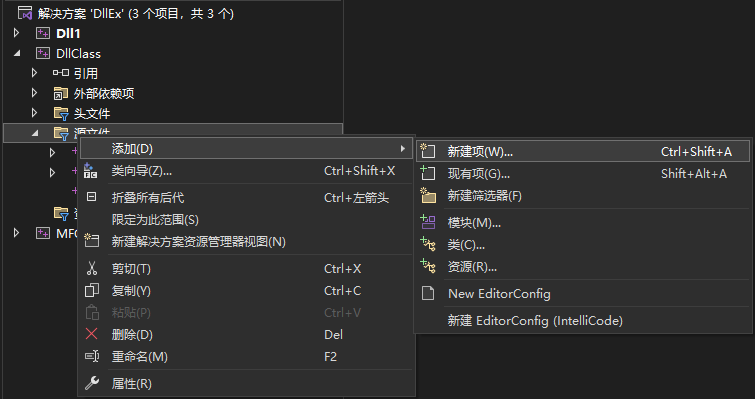 解决方案 'DllEx' (3 个项目，共 3 个)
Dll1
DllClass
引用
外部依赖项
头文件
源文件
添加(D)
类向导(Z)... Ctrl+Shift+X
折叠所有后代 Ctrl+左箭头
限定为此范围(S)
新建解决方案资源管理器视图(N)
剪切(T) Ctrl+X
复制(Y) Ctrl+C
粘贴(P) Ctrl+V
删除(D) Del
重命名(M) F2
属性(R)
新建项(W)... Ctrl+Shift+A
现有项(G)... Shift+Alt+A
新建筛选器(F)
模块(M)...
类(C)...
资源(R)...
New EditorConfig
新建 EditorConfig (IntelliCode)